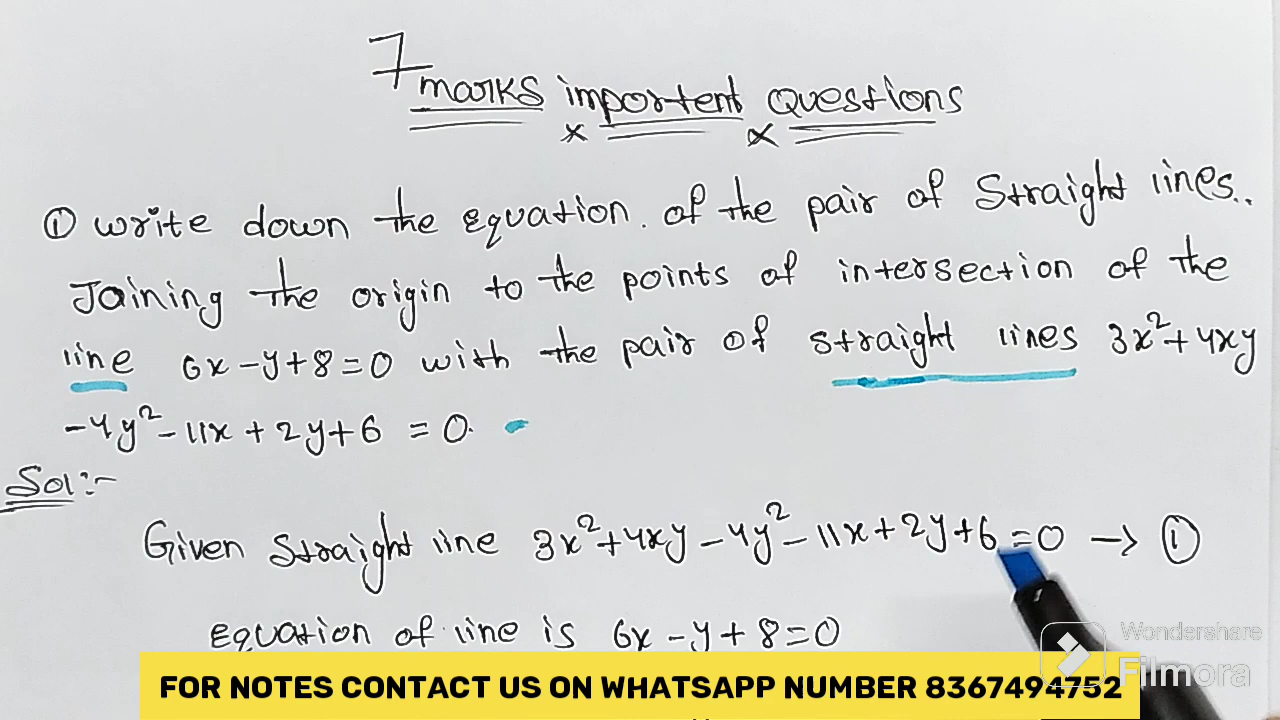 7 marks importent Questions
x x
① write down the Equation. of the pair of Straight lines..
Joining the origin to the points of intersection of the
line 6x-y+8=0 with the pair of straight lines 3x²+4xy
-4y²-11x+2y+6 = 0.
Sol:-
Given Straight line 3x²+4xy-4y²-11x+2y+6=0 → ①
Equation of line is 6x-y+8=0
Wondershare
Filmora
FOR NOTES CONTACT US ON WHATSAPP NUMBER 8367494752